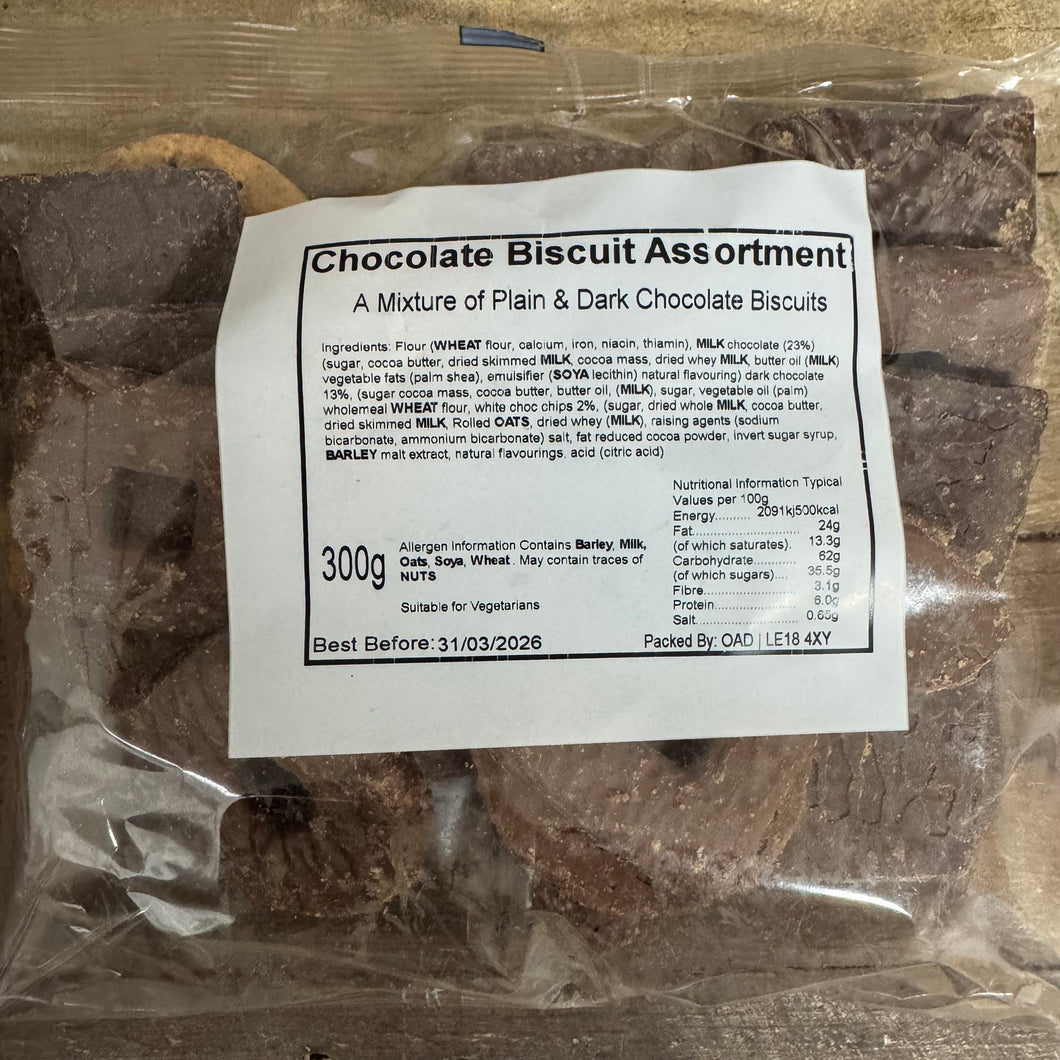 Chocolate Biscuit Assortment
A Mixture of Plain & Dark Chocolate Biscuits
Ingredients: Flour (WHEAT flour, calcium, iron, niacin, thiamin), MILK chocolate (23%)
(sugar, cocoa butter, dried skimmed MILK, cocoa mass, dried whey MILK, butter oil (MILK)
vegetable fats (palm shea), emulsifier (SOYA lecithin) natural flavouring) dark chocolate
13%, (sugar cocoa mass, cocoa butter, butter oil, (MILK), sugar, vegetable oil (palm)
wholemeal WHEAT flour, white choc chips 2%, (sugar, dried whole MILK, cocoa butter,
dried skimmed MILK, Rolled OATS, dried whey (MILK), raising agents (sodium
bicarbonate, ammonium bicarbonate) salt, fat reduced cocoa powder, invert sugar syrup,
BARLEY malt extract, natural flavourings, acid (citric acid)
300g
Allergen Information Contains Barley, Milk,
Oats, Soya, Wheat. May contain traces of
NUTS
Suitable for Vegetarians
Nutritional Information Typical
Values per 100g
Energy.......... 2091kj500kcal
Fat........................... 24g
(of which saturates). 13.3g
Carbohydrate............ 62g
(of which sugars).... 35.5g
Fibre........................ 3.1g
Protein..................... 6.0g
Salt......................... 0.65g
Best Before: 31/03/2026
Packed By: OAD | LE18 4XY